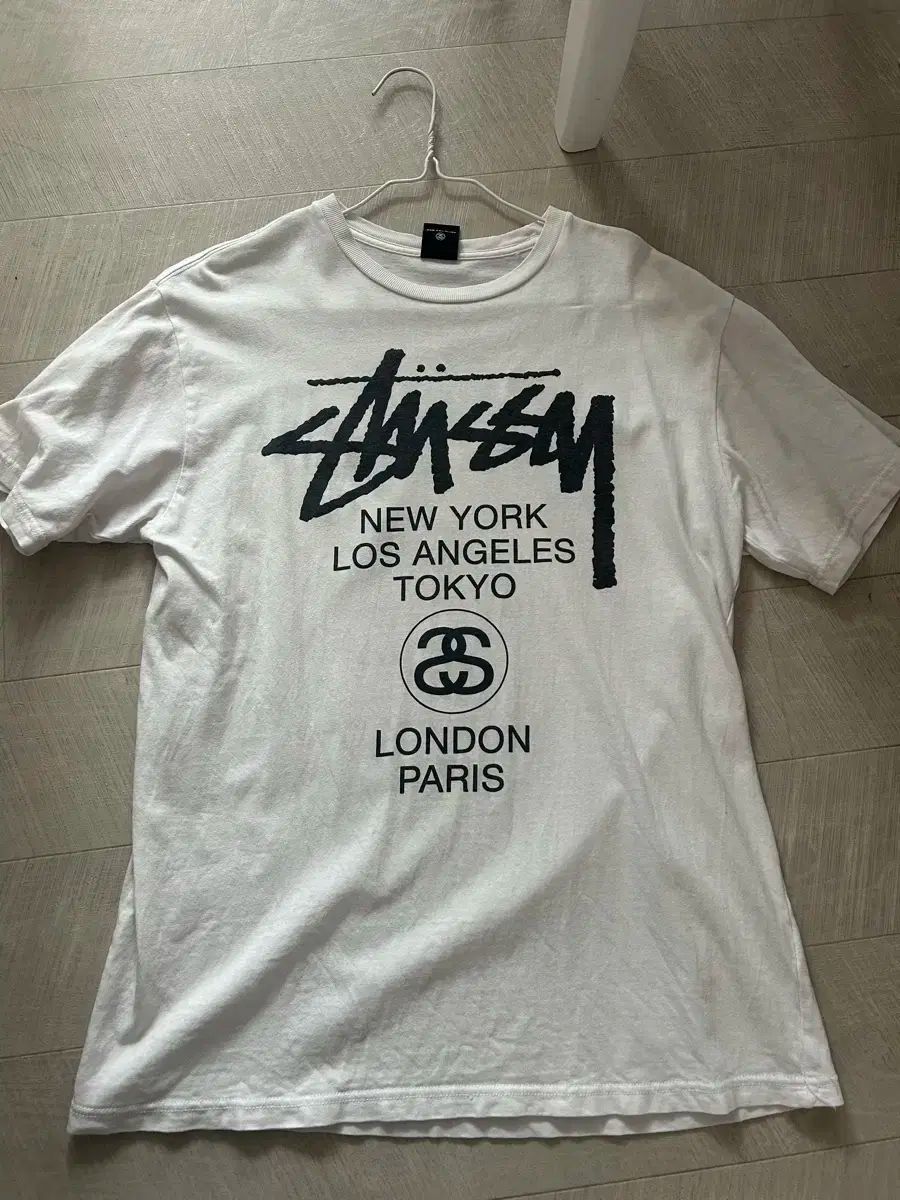 Stüssy
NEW YORK
LOS ANGELES
TOKYO
SS
LONDON
PARIS